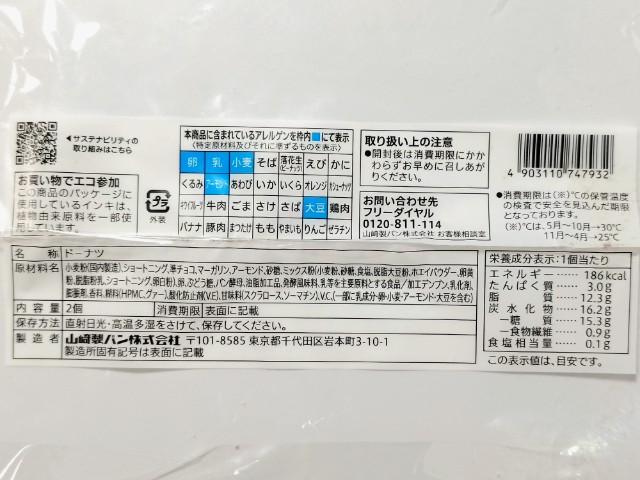 ◀サステナビリティの
取り組みはこちら
お買い物でエコ参加
この商品のパッケージに
使用しているインキは、
植物由来原料を一部使用
しています。
プラ
外装
本商品に含まれているアレルゲンを枠内■にて表示
〈特定原材料及びそれに準ずるものを表示〉
卵 乳 小麦 そば 落花生(ピーナッツ) えび かに
くるみ アーモンド あわび いか いくら オレンジ カシューナッツ
キウイフルーツ 牛肉 ごま さけ さば 大豆 鶏肉
バナナ 豚肉 まつたけ もも やまいも りんご ゼラチン
取り扱い上の注意
●開封後は消費期限にかか
わらずお早めに召しあが
りください。
お問い合わせ先
フリーダイヤル
0120-811-114
山崎製パン株式会社 お客様相談室
4903110747932
●消費期限は(※)℃の保管温度
の検査で安全を見込んだ期限
となっております。
(※)℃は、5月〜10月→30℃
11月〜4月→25℃
名称 ドーナツ
原材料名 小麦粉(国内製造)、ショートニング、準チョコ、マーガリン、アーモンド、砂糖、ミックス粉(小麦粉、砂糖、食塩、脱脂大豆粉、ホエイパウダー、卵黄
粉、脱脂粉乳、ショートニング、卵白粉)、卵、ぶどう糖、パン酵母、油脂加工品、発酵風味料、乳等を主要原料とする食品／加工デンプン、乳化剤、
膨脹剤、香料、糊料(HPMC、グァー)、酸化防止剤(V.E)、甘味料(スクラロース、ソーマチン)、V.C、(一部に乳成分・卵・小麦・アーモンド・大豆を含む)
内容量 2個 消費期限 表面に記載
保存方法 直射日光・高温多湿をさけて、保存してください。
製造者 山崎製パン株式会社 〒101-8585 東京都千代田区岩本町3-10-1
製造所固有記号は表面に記載
栄養成分表示:1個当り
エネルギー……186kcal
たんぱく質……3.0g
脂質……12.3g
炭水化物……16.2g
－糖質……15.3g
－食物繊維……0.9g
食塩相当量……0.1g
この表示値は、目安です。